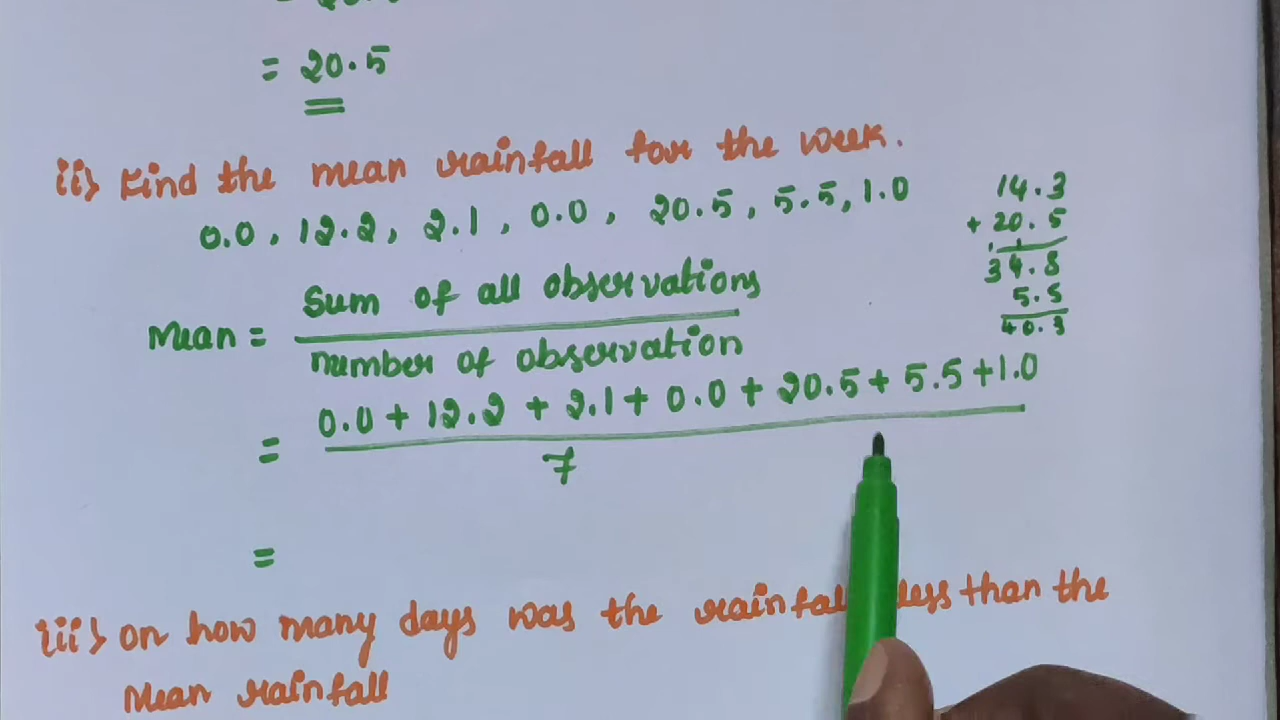 = 20.5
ii) Find the mean rainfall for the week.
0.0, 12.2, 2.1, 0.0, 20.5, 5.5, 1.0
Mean = Sum of all observations
number of observation
= 0.0 + 12.2 + 2.1 + 0.0 + 20.5 + 5.5 + 1.0
7
=
14.3
+ 20.5
34.8
5.5
40.3
iii) on how many days was the rainfall less than the
Mean rainfall